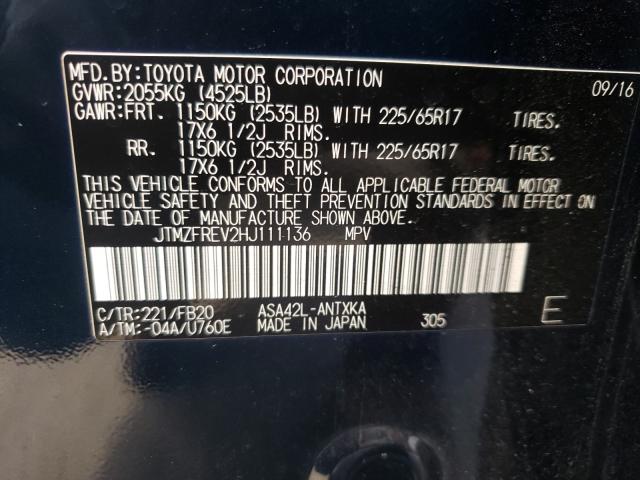 MFD.BY:TOYOTA MOTOR CORPORATION 09/16
GVWR:2055KG (4525LB)
GAWR:FRT. 1150KG (2535LB) WITH 225/65R17 TIRES.
17X6 1/2J RIMS.
RR. 1150KG (2535LB) WITH 225/65R17 TIRES.
17X6 1/2J RIMS.
THIS VEHICLE CONFORMS TO ALL APPLICABLE FEDERAL MOTOR
VEHICLE SAFETY AND THEFT PREVENTION STANDARDS IN EFFECT ON
THE DATE OF MANUFACTURE SHOWN ABOVE.
JTMZFREV2HJ111136 MPV
C/TR:221/FB20 ASA42L-ANTXKA
A/TM:-04A/U760E MADE IN JAPAN 305 E